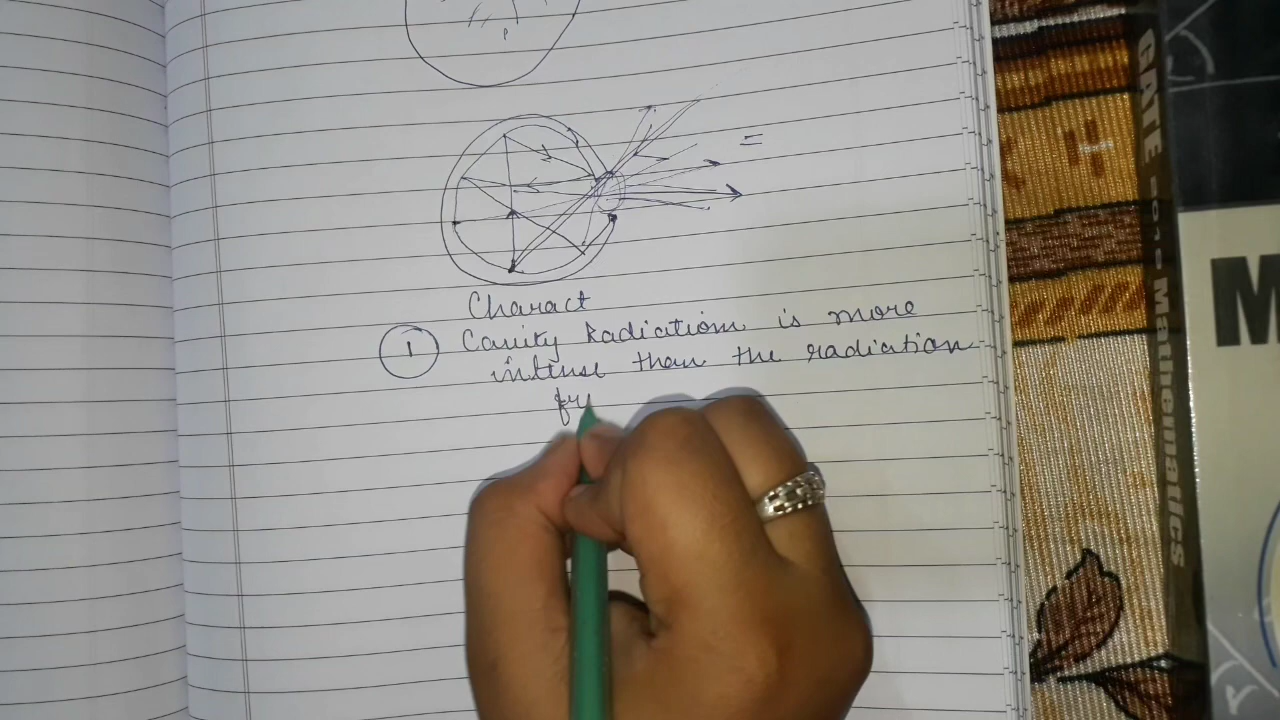 P
=
Charact
1 Cavity Radiation is more
intense than the radiation
fr
GATE Mathematics
M